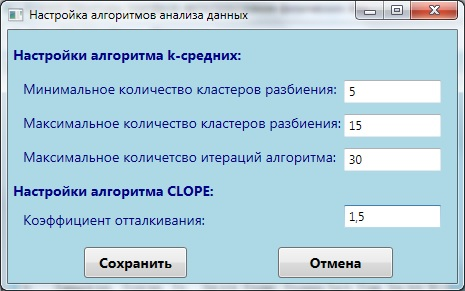 Настройка алгоритмов анализа данных
Настройки алгоритма k-средних:
Минимальное количество кластеров разбиения: 5
Максимальное количество кластеров разбиения: 15
Максимальное количетсво итераций алгоритма: 30
Настройки алгоритма CLOPE:
Коэффициент отталкивания: 1,5
Сохранить Отмена